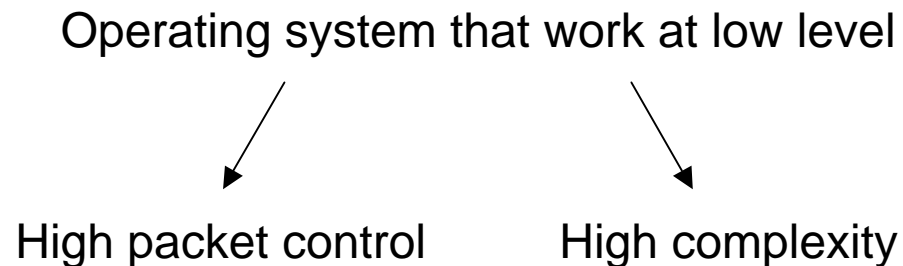 Operating system that work at low level
High packet control High complexity